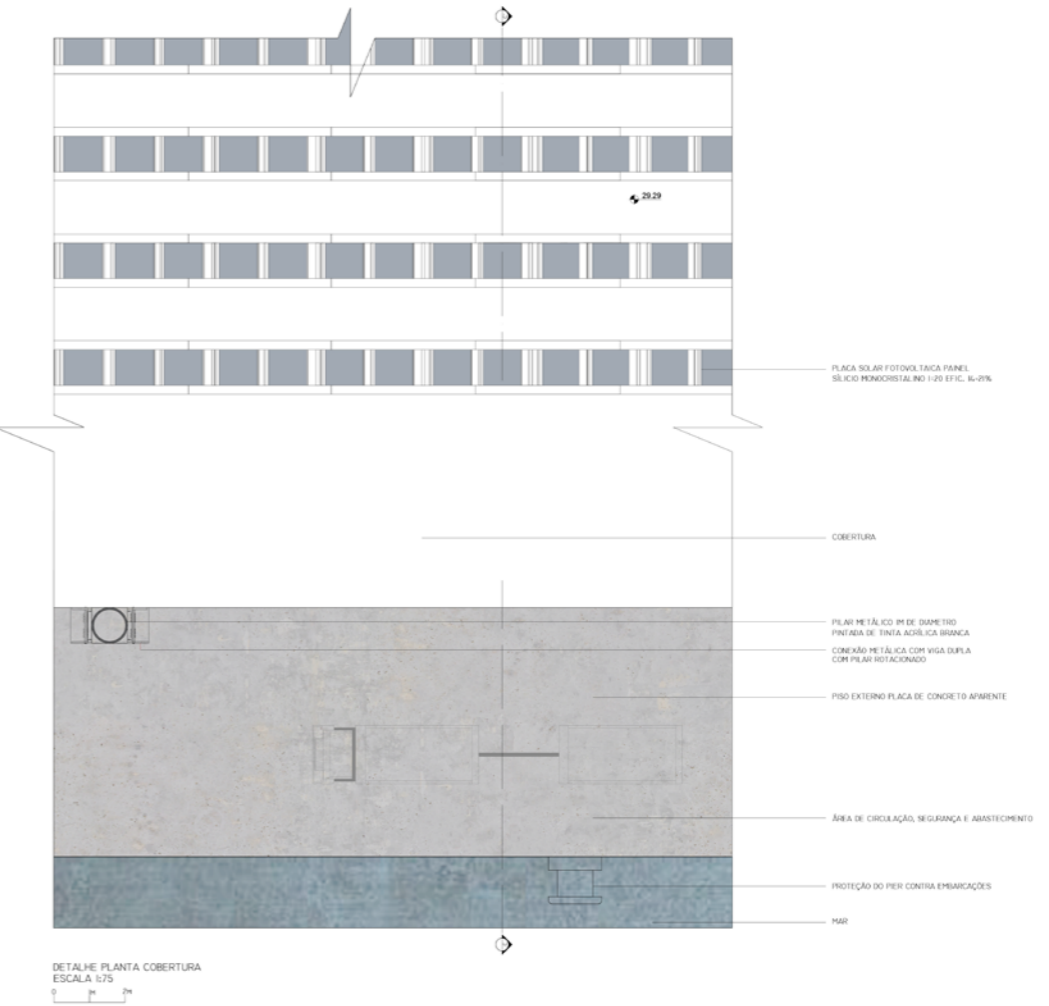 29.29
PLACA SOLAR FOTOVOLTAICA PAINEL
SÍLICIO MONOCRISTALINO 1-20 EFIC. 16-21%
COBERTURA
PILAR METÁLICO 1M DE DIAMETRO
PINTADA DE TINTA ACRÍLICA BRANCA
CONEXÃO METÁLICA COM VIGA DUPLA
COM PILAR ROTACIONADO
PISO EXTERNO PLACA DE CONCRETO APARENTE
ÁREA DE CIRCULAÇÃO, SEGURANÇA E ABASTECIMENTO
PROTEÇÃO DO PIER CONTRA EMBARCAÇÕES
MAR
DETALHE PLANTA COBERTURA
ESCALA 1:75
0 1M 2M